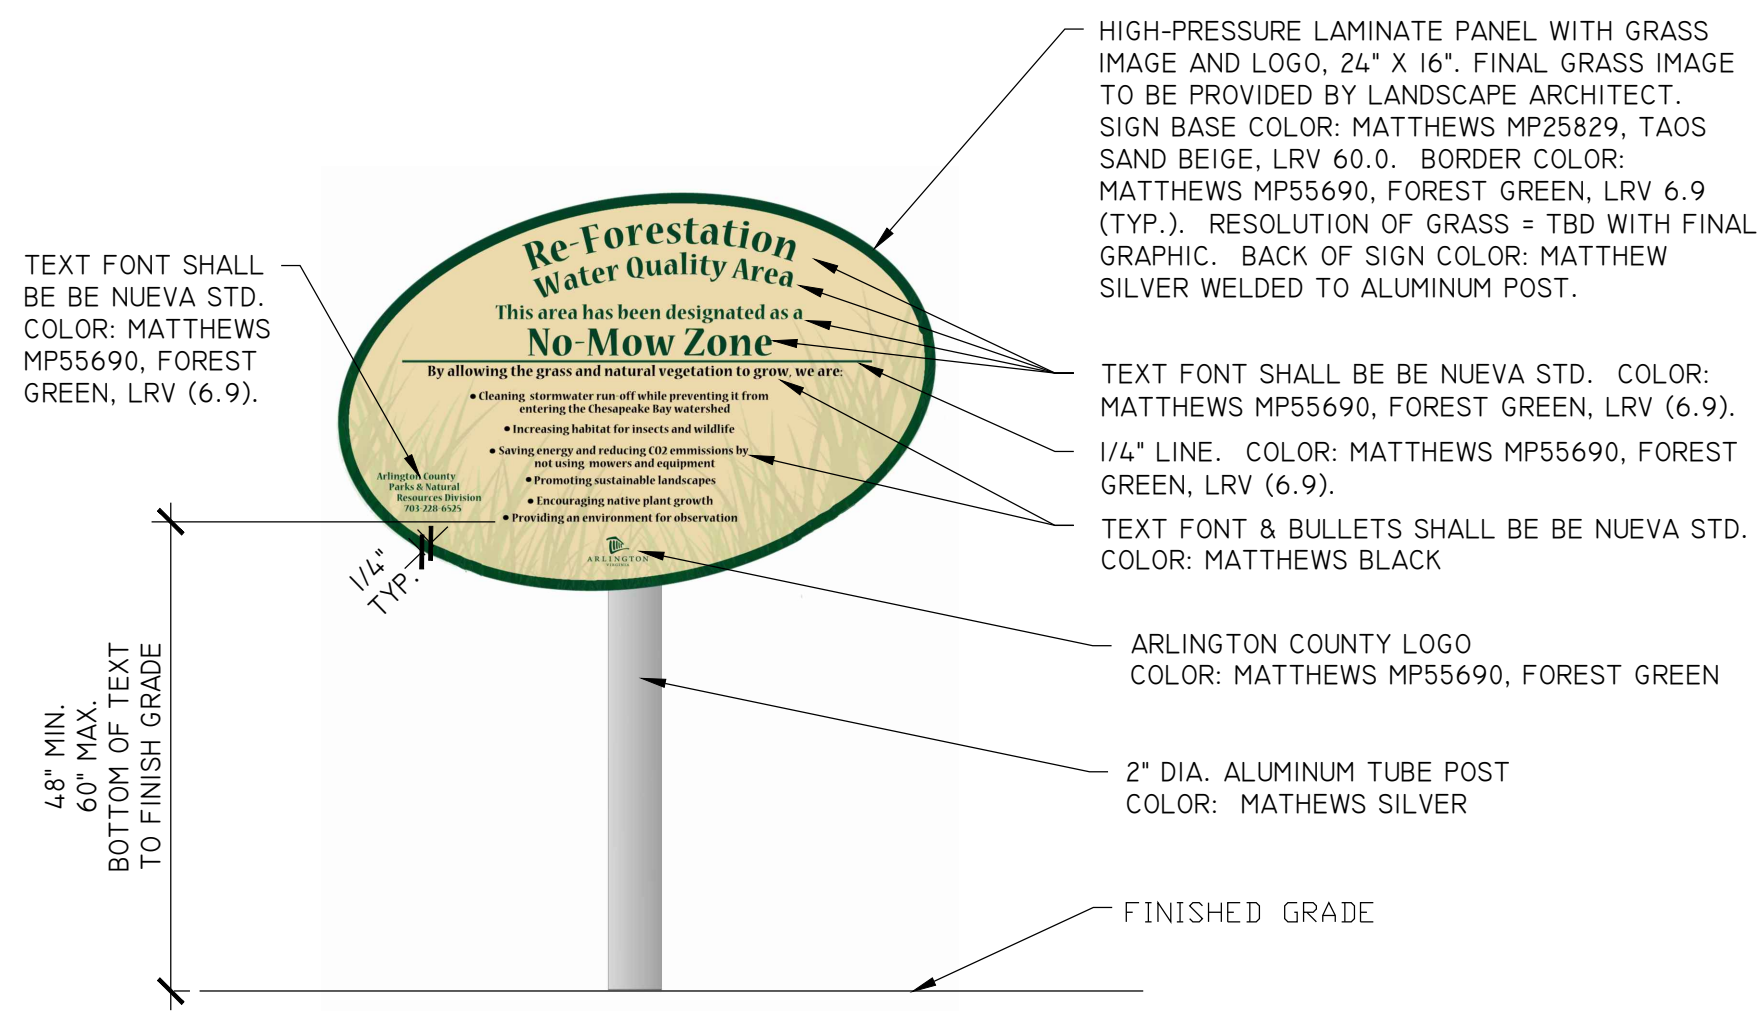 HIGH-PRESSURE LAMINATE PANEL WITH GRASS
IMAGE AND LOGO, 24" X 16". FINAL GRASS IMAGE
TO BE PROVIDED BY LANDSCAPE ARCHITECT.
SIGN BASE COLOR: MATTHEWS MP25829, TAOS
SAND BEIGE, LRV 60.0. BORDER COLOR:
MATTHEWS MP55690, FOREST GREEN, LRV 6.9
(TYP.). RESOLUTION OF GRASS = TBD WITH FINAL
GRAPHIC. BACK OF SIGN COLOR: MATTHEW
SILVER WELDED TO ALUMINUM POST.
TEXT FONT SHALL
BE BE NUEVA STD.
COLOR: MATTHEWS
MP55690, FOREST
GREEN, LRV (6.9).
Re-Forestation
Water Quality Area
This area has been designated as a
No-Mow Zone
By allowing the grass and natural vegetation to grow, we are:
• Cleaning stormwater run-off while preventing it from
entering the Chesapeake Bay watershed
• Increasing habitat for insects and wildlife
• Saving energy and reducing CO2 emmissions by
not using mowers and equipment
• Promoting sustainable landscapes
• Encouraging native plant growth
• Providing an environment for observation
Arlington County
Parks & Natural
Resources Division
703-228-6525
ARLINGTON
VIRGINIA
TEXT FONT SHALL BE BE NUEVA STD. COLOR:
MATTHEWS MP55690, FOREST GREEN, LRV (6.9).
1/4" LINE. COLOR: MATTHEWS MP55690, FOREST
GREEN, LRV (6.9).
TEXT FONT & BULLETS SHALL BE BE NUEVA STD.
COLOR: MATTHEWS BLACK
1/4"
TYP.
ARLINGTON COUNTY LOGO
COLOR: MATTHEWS MP55690, FOREST GREEN
48" MIN.
60" MAX.
BOTTOM OF TEXT
TO FINISH GRADE
2" DIA. ALUMINUM TUBE POST
COLOR: MATHEWS SILVER
FINISHED GRADE